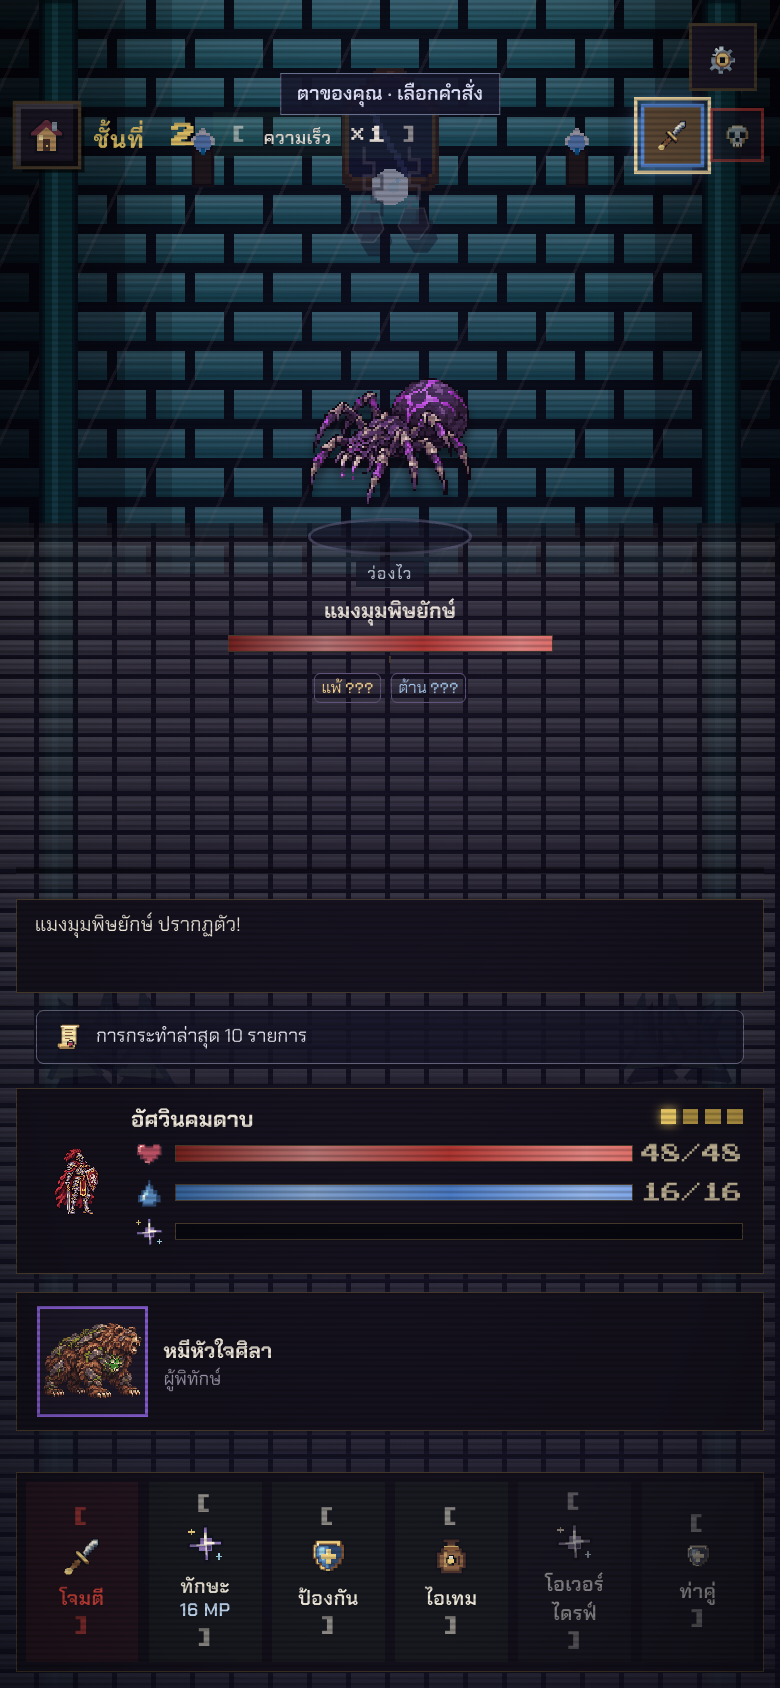 ตาของคุณ · เลือกคำสั่ง
ชั้นที่ 2 [ ความเร็ว ×1 ]
ว่องไว
แมงมุมพิษยักษ์
แพ้ ??? ต้าน ???
แมงมุมพิษยักษ์ ปรากฏตัว!
การกระทำล่าสุด 10 รายการ
อัศวินคมดาบ
48/48
16/16
หมีหัวใจศิลา
ผู้พิทักษ์
[ โจมตี ]
[ ทักษะ
16 MP ]
[ ป้องกัน ]
[ ไอเทม ]
[ โอเวอร์
ไดรฟ์ ]
[ ท่าคู่ ]